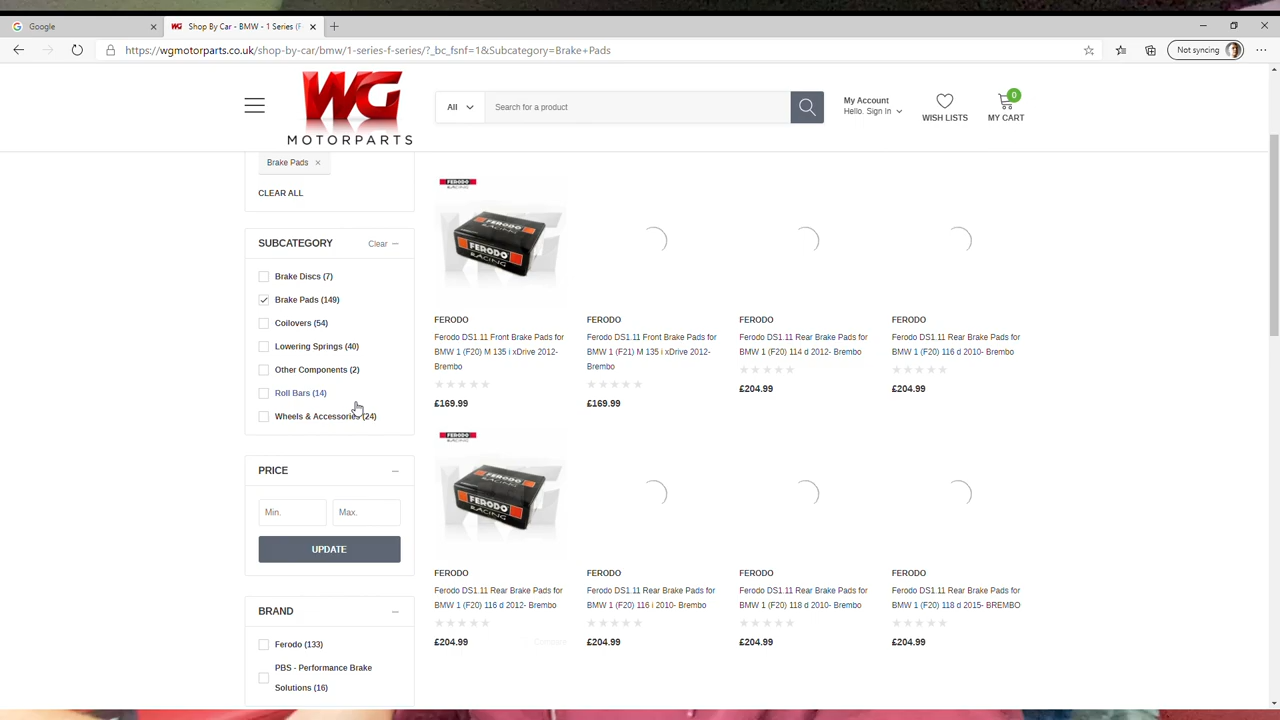 Google
Shop By Car - BMW - 1 Series (F
https://wgmotorparts.co.uk/shop-by-car/bmw/1-series-f-series/?_bc_fsnf=1&Subcategory=Brake+Pads
Not syncing
WG
MOTORPARTS
All
Search for a product
My Account
Hello. Sign In
WISH LISTS
0
MY CART
Brake Pads
CLEAR ALL
SUBCATEGORY
Clear
Brake Discs (7)
Brake Pads (149)
Coilovers (54)
Lowering Springs (40)
Other Components (2)
Roll Bars (14)
Wheels & Accessories (24)
PRICE
Min.
Max.
UPDATE
BRAND
Ferodo (133)
PBS - Performance Brake
Solutions (16)
FERODO
RACING
FERODO
RACING
FERODO
Ferodo DS1.11 Front Brake Pads for
BMW 1 (F20) M 135 i xDrive 2012-
Brembo
£169.99
FERODO
Ferodo DS1.11 Front Brake Pads for
BMW 1 (F21) M 135 i xDrive 2012-
Brembo
£169.99
FERODO
Ferodo DS1.11 Rear Brake Pads for
BMW 1 (F20) 114 d 2012- Brembo
£204.99
FERODO
Ferodo DS1.11 Rear Brake Pads for
BMW 1 (F20) 116 d 2010- Brembo
£204.99
FERODO
RACING
FERODO
RACING
FERODO
Ferodo DS1.11 Rear Brake Pads for
BMW 1 (F20) 116 d 2012- Brembo
£204.99
Compare
FERODO
Ferodo DS1.11 Rear Brake Pads for
BMW 1 (F20) 116 i 2010- Brembo
£204.99
FERODO
Ferodo DS1.11 Rear Brake Pads for
BMW 1 (F20) 118 d 2010- Brembo
£204.99
FERODO
Ferodo DS1.11 Rear Brake Pads for
BMW 1 (F20) 118 d 2015- BREMBO
£204.99